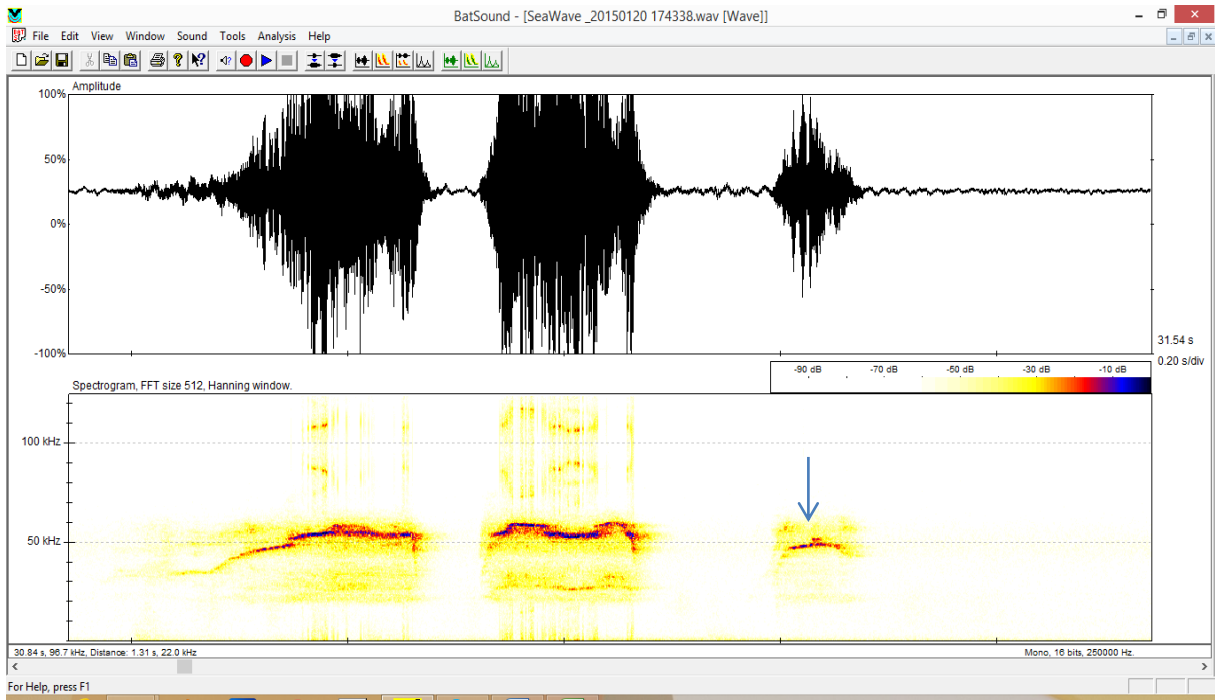 BatSound - [SeaWave _20150120 174338.wav [Wave]]
File Edit View Window Sound Tools Analysis Help
Amplitude
100%
50%
0%
-50%
-100%
31.54 s
0.20 s/div
-90 dB -70 dB -50 dB -30 dB -10 dB
Spectrogram, FFT size 512, Hanning window.
100 kHz
50 kHz
30.84 s, 96.7 kHz, Distance: 1.31 s, 22.0 kHz Mono, 16 bits, 250000 Hz.
For Help, press F1